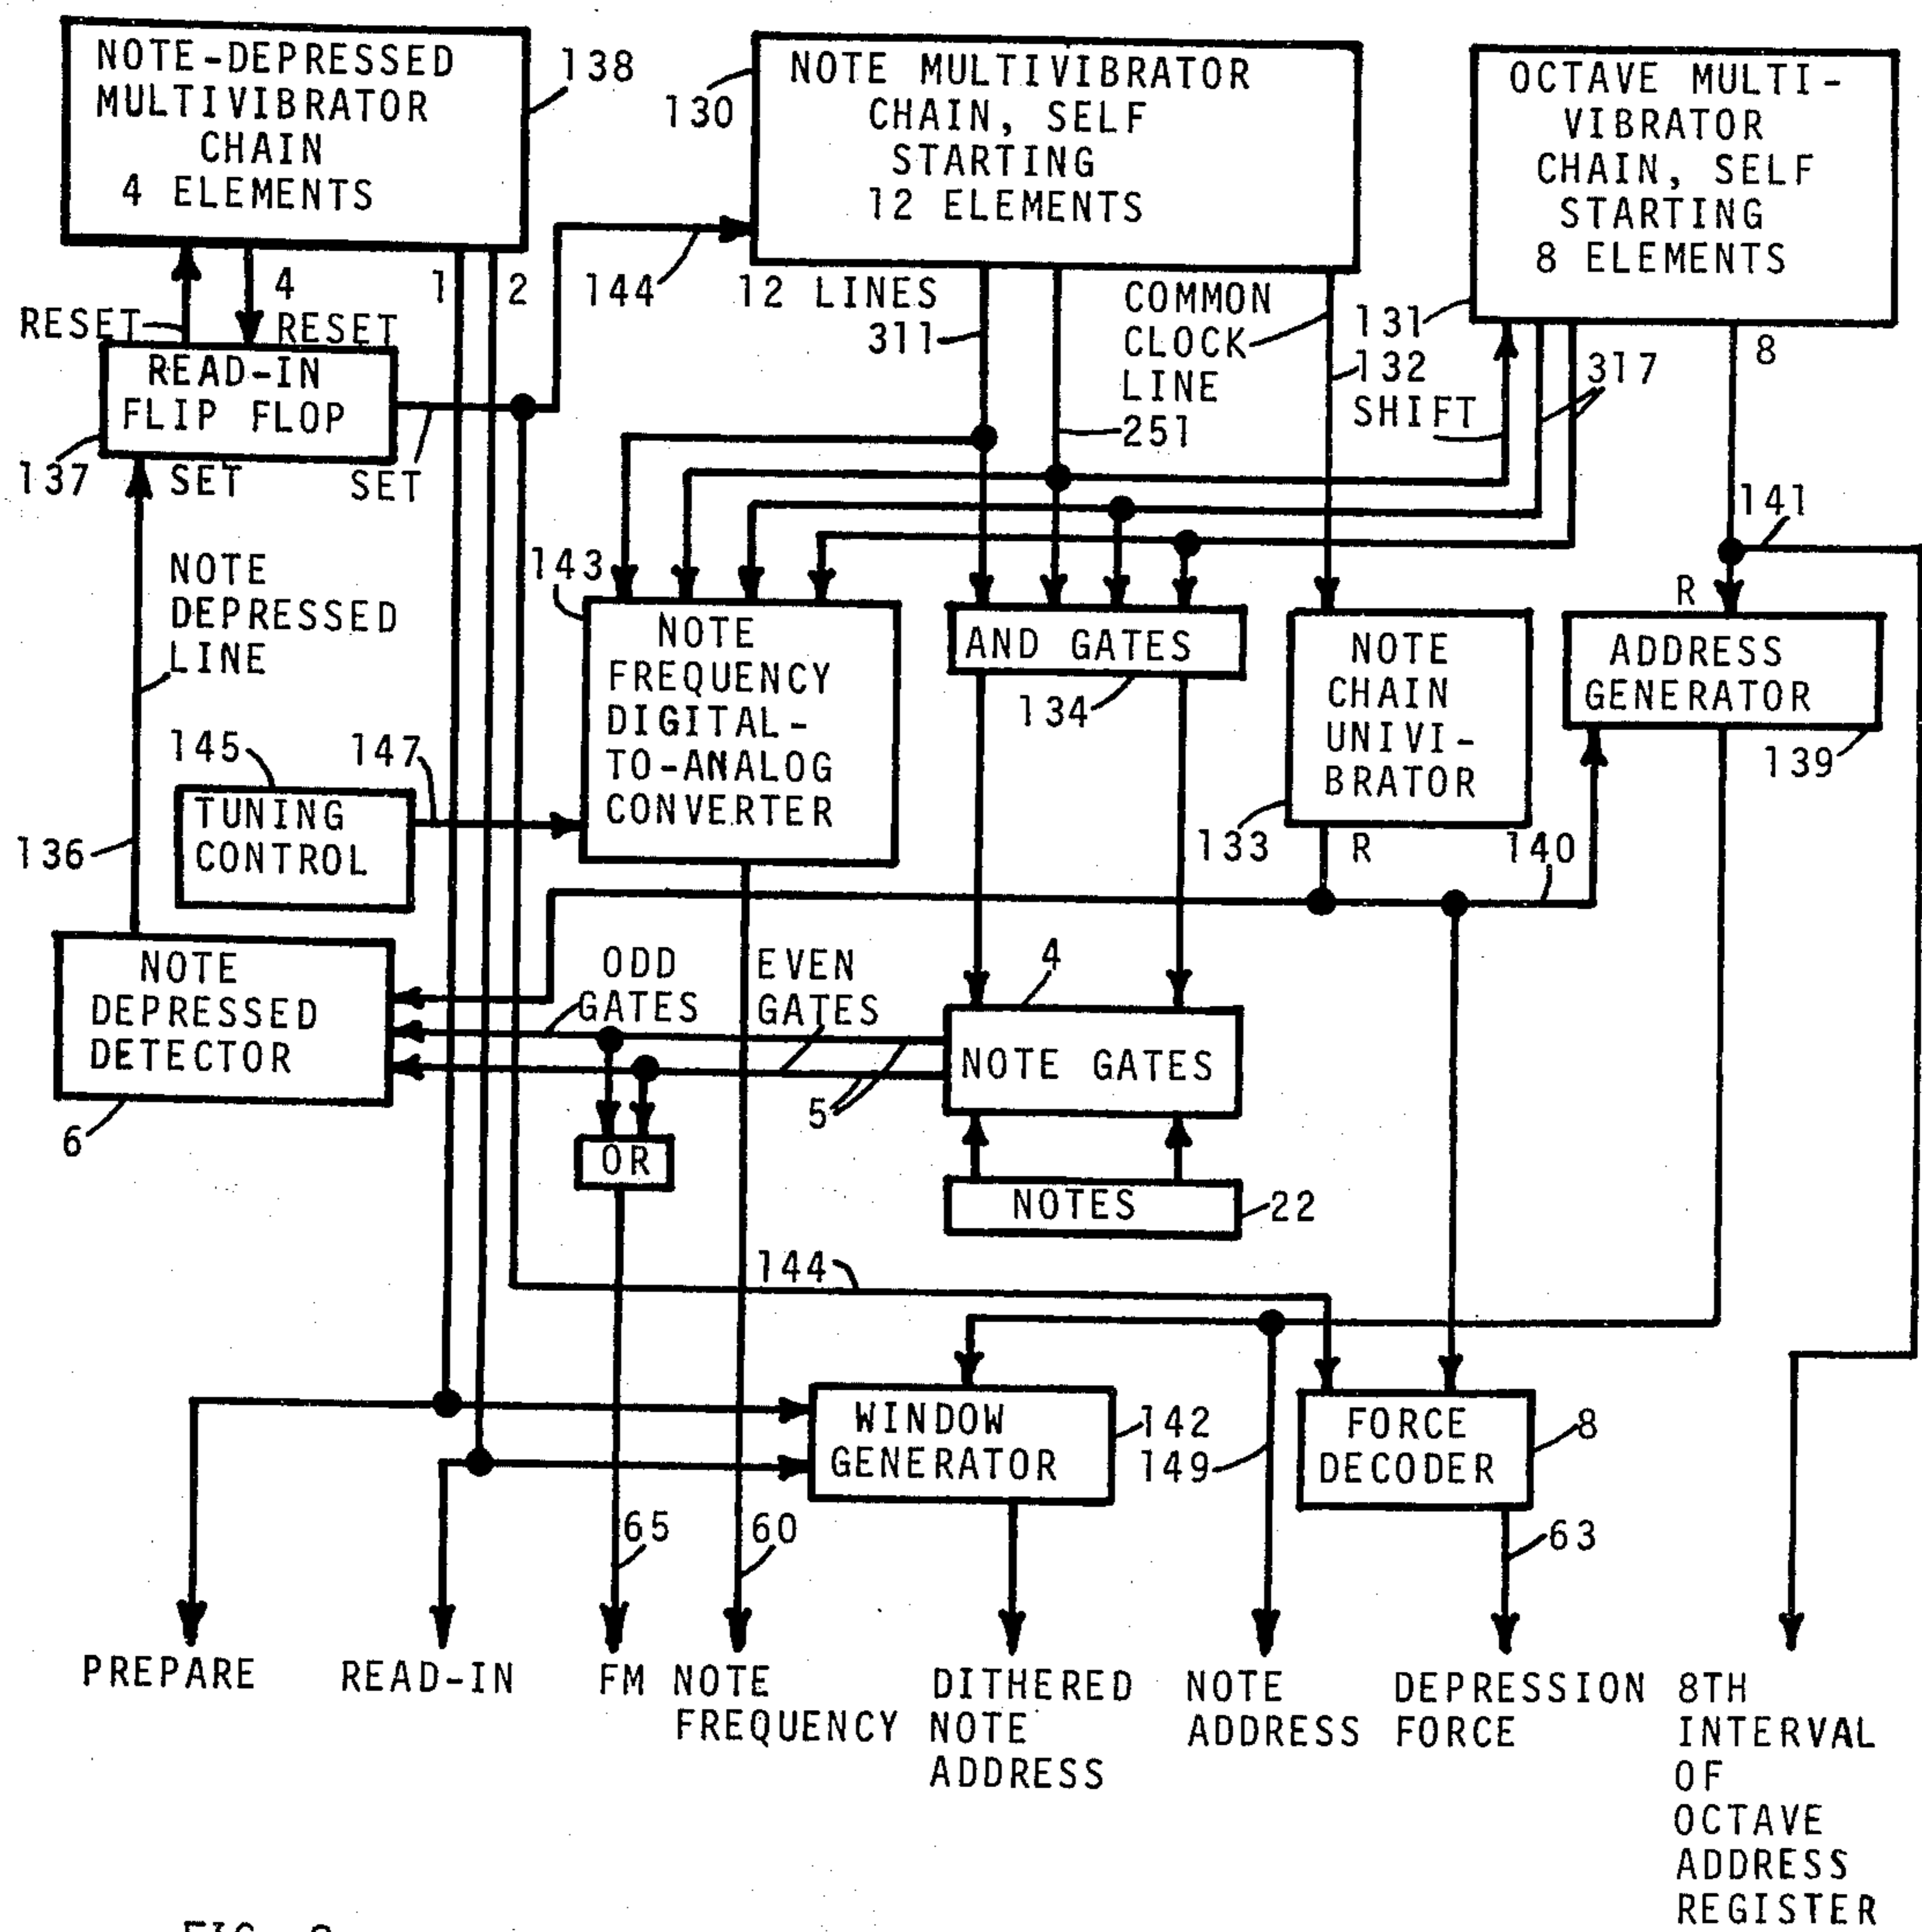 NOTE-DEPRESSED
MULTIVIBRATOR
CHAIN
4 ELEMENTS
138
130
NOTE MULTIVIBRATOR
CHAIN, SELF
STARTING
12 ELEMENTS
OCTAVE MULTI-
VIBRATOR
CHAIN, SELF
STARTING
8 ELEMENTS
RESET
4
RESET
1
2
144
12 LINES
311
COMMON
CLOCK
LINE
251
131
132
SHIFT
317
8
READ-IN
FLIP FLOP
137
SET
SET
141
NOTE
DEPRESSED
LINE
143
NOTE
FREQUENCY
DIGITAL-
TO-ANALOG
CONVERTER
AND GATES
134
NOTE
CHAIN
UNIVI-
BRATOR
133
R
R
ADDRESS
GENERATOR
139
140
145
147
TUNING
CONTROL
136
NOTE
DEPRESSED
DETECTOR
6
ODD
GATES
EVEN
GATES
4
NOTE GATES
5
OR
NOTES
22
144
WINDOW
GENERATOR
142
149
FORCE
DECODER
8
65
60
63
PREPARE
READ-IN
FM
NOTE
FREQUENCY
DITHERED
NOTE
ADDRESS
NOTE
ADDRESS
DEPRESSION
FORCE
8TH
INTERVAL
OF
OCTAVE
ADDRESS
REGISTER